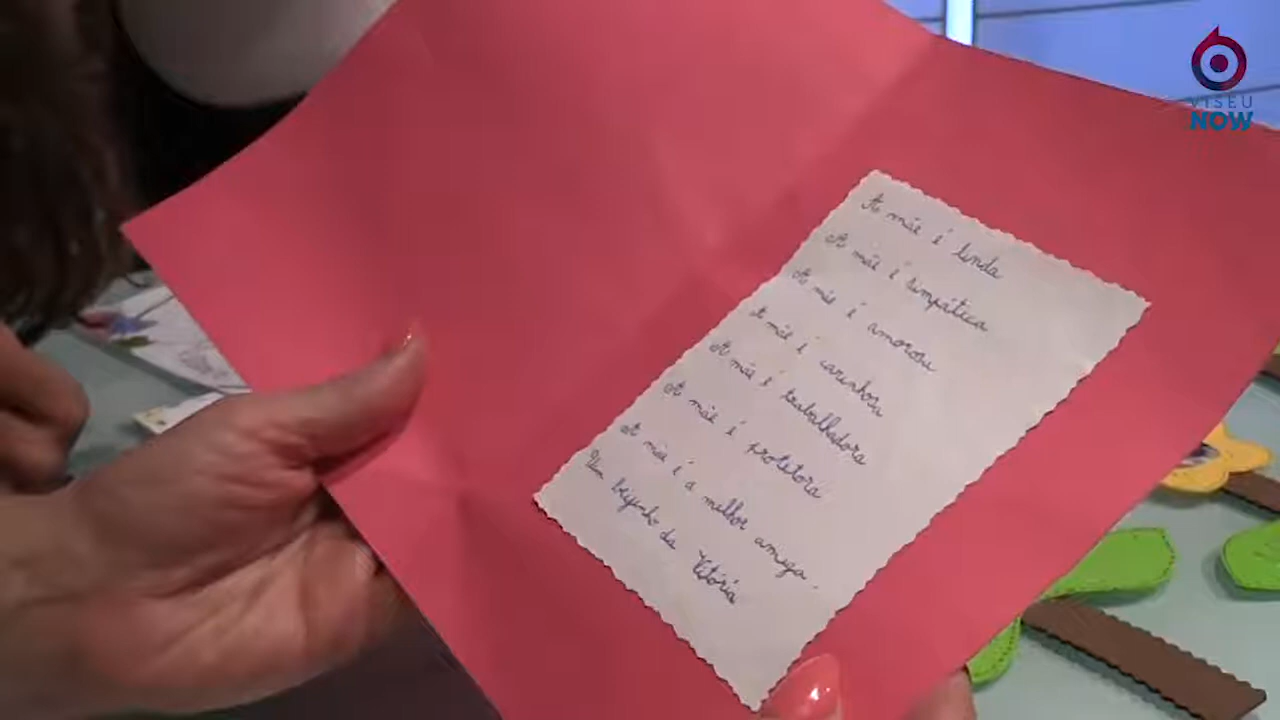 A mãe é linda
A mãe é simpática
A mãe é amorosa
A mãe é carinhosa
A mãe é trabalhadora
A mãe é protetora
A mãe é a melhor amiga.
Um beijinho da
Vitória
VISEU
NOW